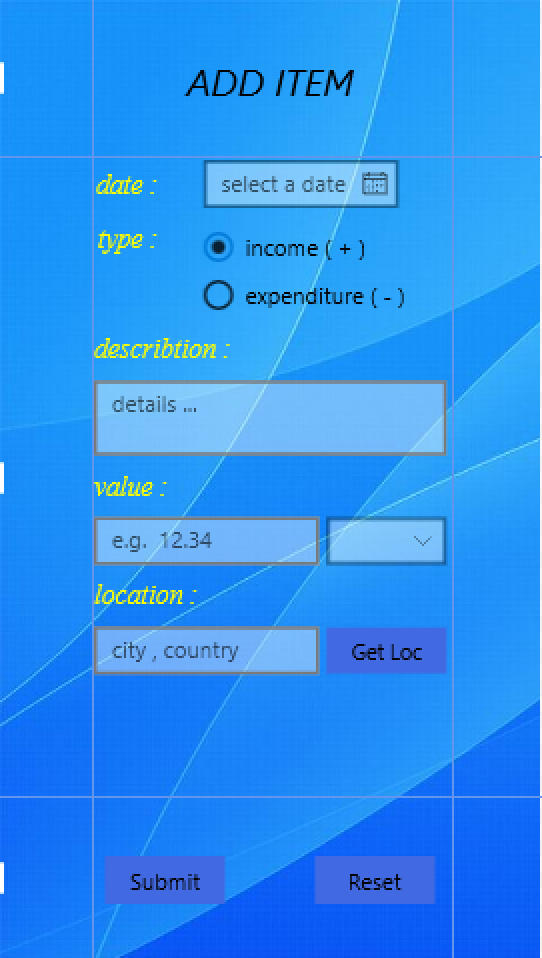 ADD ITEM
date :
select a date
type :
income ( + )
expenditure ( - )
describtion :
details ...
value :
e.g. 12.34
location :
city , country
Get Loc
Submit
Reset